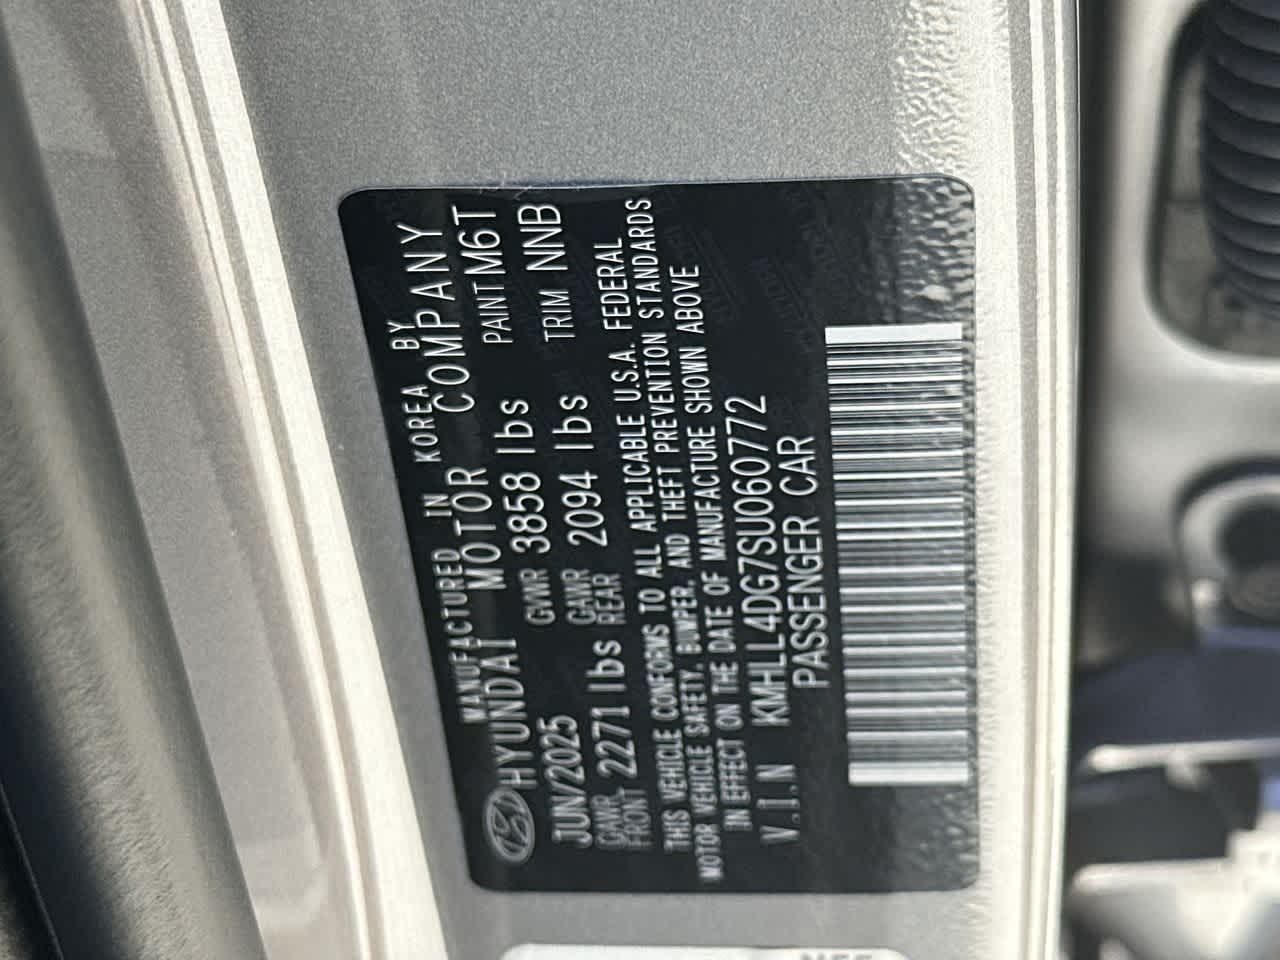 MANUFACTURED IN KOREA BY
HYUNDAI MOTOR COMPANY
JUN/2025 GVWR 3858 lbs PAINT M6T
GAWR FRONT 2271 lbs GAWR REAR 2094 lbs TRIM NNB
THIS VEHICLE CONFORMS TO ALL APPLICABLE U.S.A. FEDERAL
MOTOR VEHICLE SAFETY, BUMPER, AND THEFT PREVENTION STANDARDS
IN EFFECT ON THE DATE OF MANUFACTURE SHOWN ABOVE
V.I.N KMHLL4DG7SU060772
PASSENGER CAR